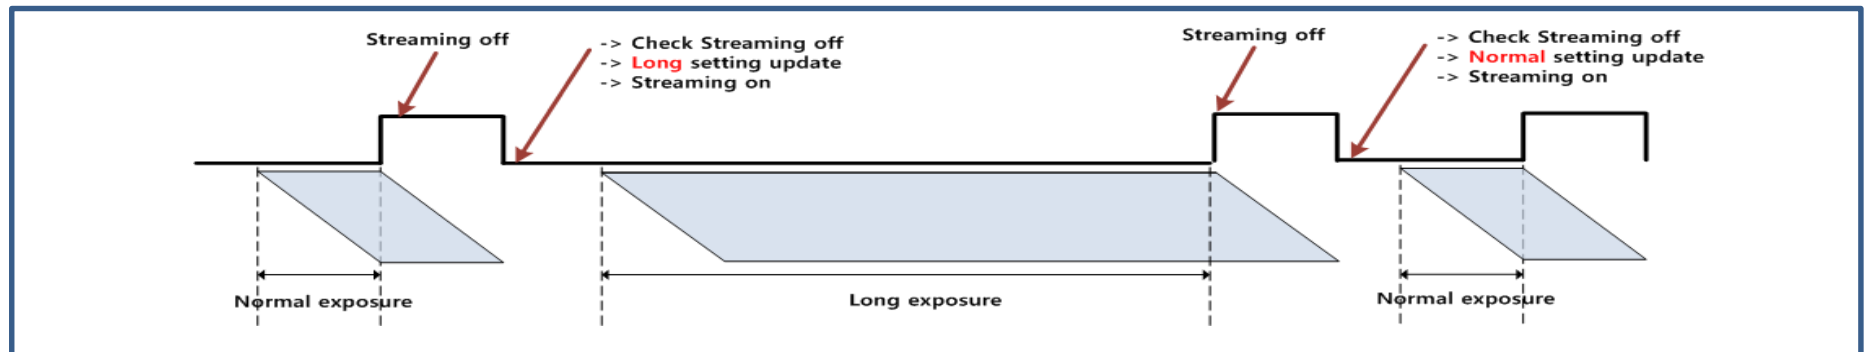 Streaming off
-> Check Streaming off
-> Long setting update
-> Streaming on
Streaming off
-> Check Streaming off
-> Normal setting update
-> Streaming on
Normal exposure
Long exposure
Normal exposure